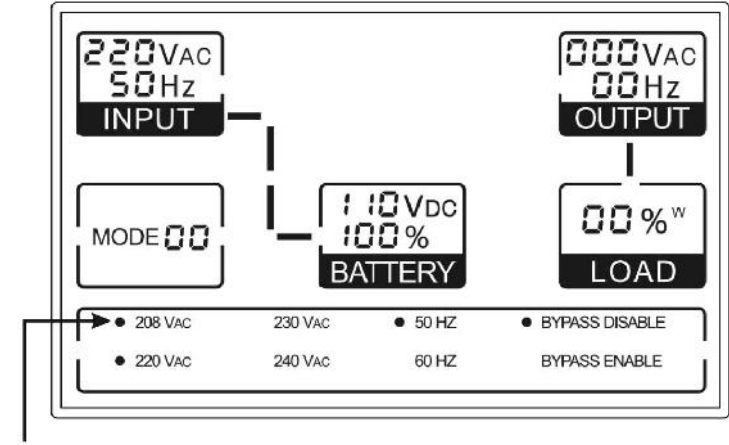 220VAC
50Hz
INPUT
000VAC
00Hz
OUTPUT
MODE 00
110VDC
100%
BATTERY
00%W
LOAD
• 208 VAC 230 VAC • 50 HZ • BYPASS DISABLE
• 220 VAC 240 VAC 60 HZ BYPASS ENABLE